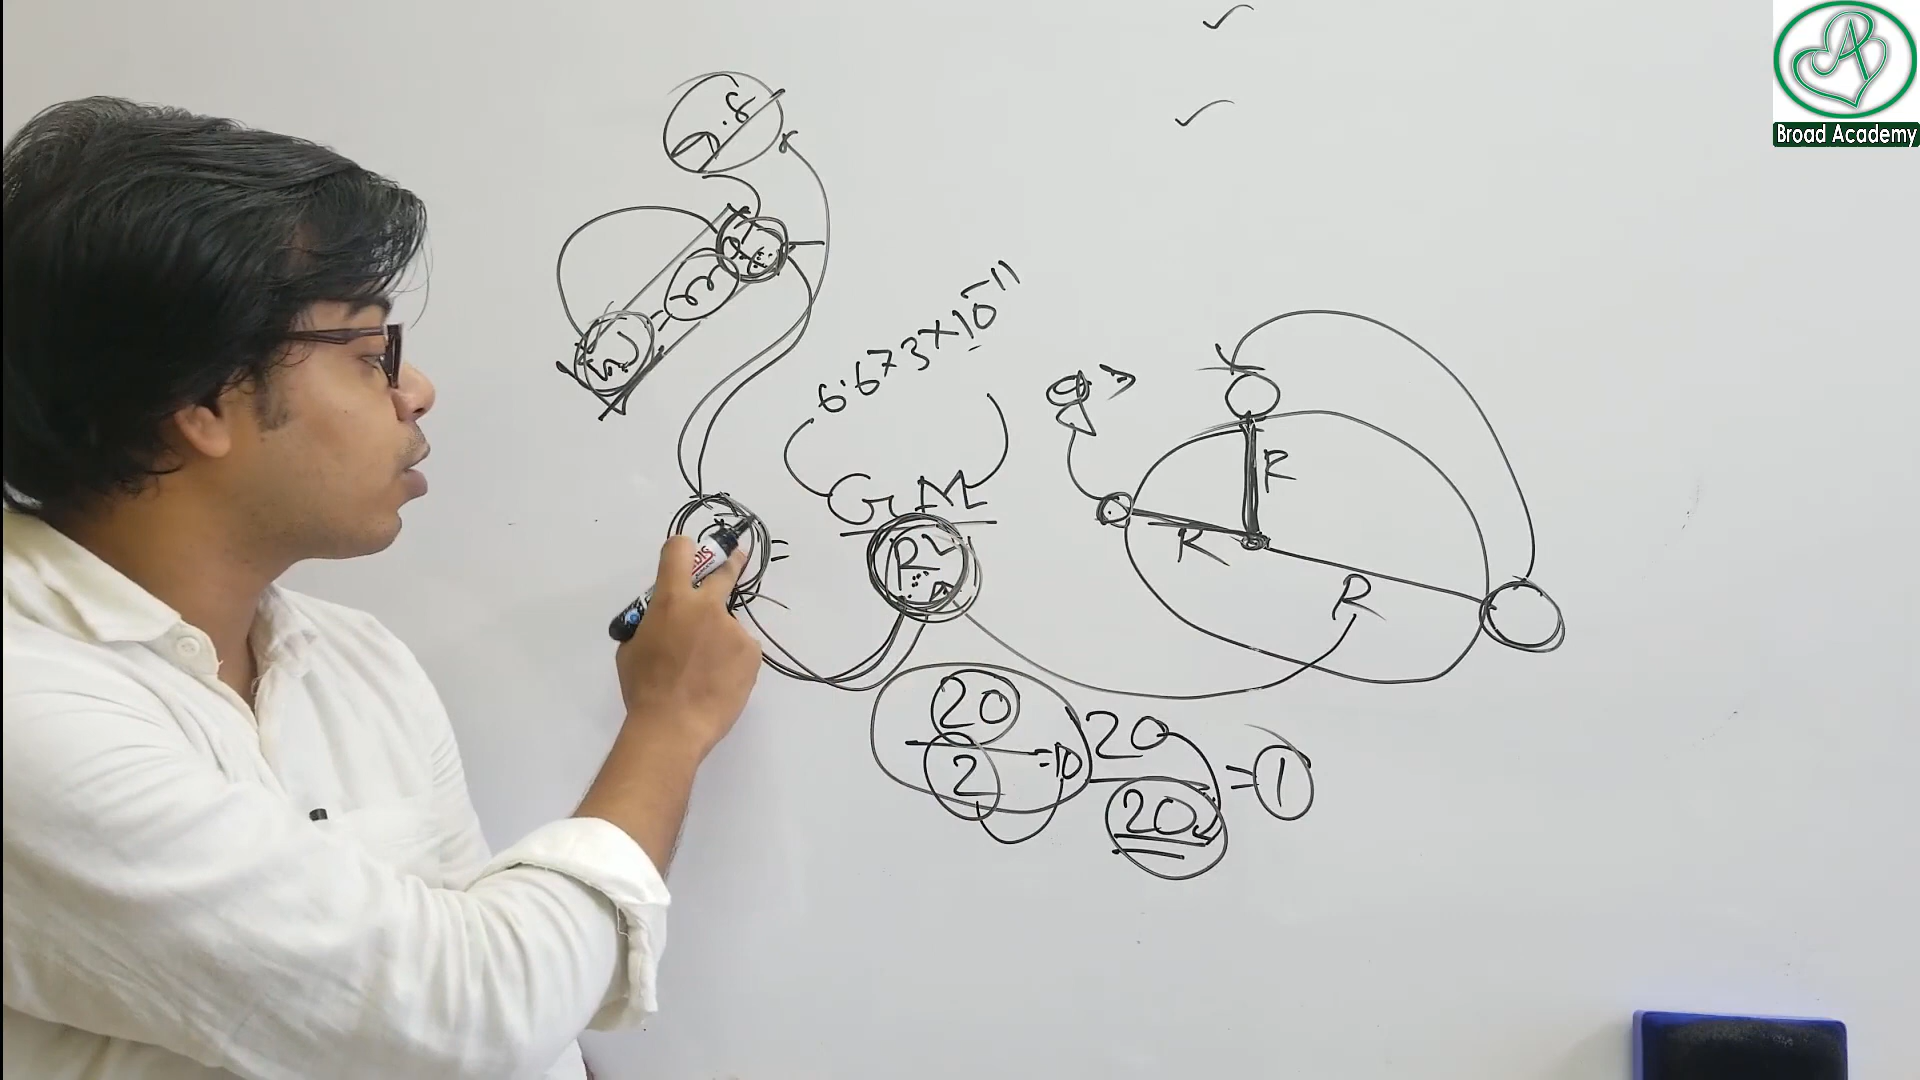 Broad Academy
6.673×10⁻¹¹
GM
R²
=
R
R
R
20
2
=10
20
20
=1